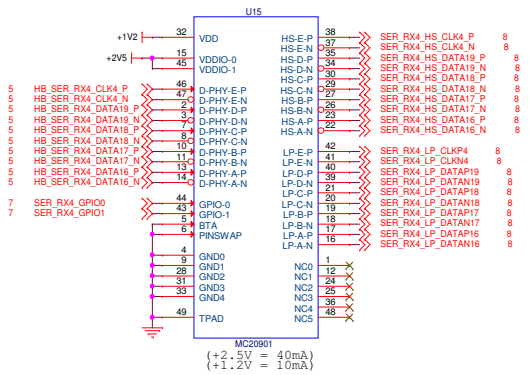 U15
+1V2 32 VDD HS-E-P 38 SER_RX4_HS_CLK4_P 8
HS-E-N 37 SER_RX4_HS_CLK4_N 8
+2V5 15 VDDIO-0 HS-D-P 35 SER_RX4_HS_DATA19_P 8
45 VDDIO-1 HS-D-N 34 SER_RX4_HS_DATA19_N 8
HS-C-P 30 SER_RX4_HS_DATA18_P 8
5 HB_SER_RX4_CLK4_P 46 D-PHY-E-P HS-C-N 29 SER_RX4_HS_DATA18_N 8
5 HB_SER_RX4_CLK4_N 47 D-PHY-E-N HS-B-P 28 SER_RX4_HS_DATA17_P 8
5 HB_SER_RX4_DATA19_P 2 D-PHY-D-P HS-B-N 26 SER_RX4_HS_DATA17_N 8
5 HB_SER_RX4_DATA19_N 3 D-PHY-D-N HS-A-P 23 SER_RX4_HS_DATA16_P 8
5 HB_SER_RX4_DATA18_P 7 D-PHY-C-P HS-A-N 22 SER_RX4_HS_DATA16_N 8
5 HB_SER_RX4_DATA18_N 8 D-PHY-C-N
5 HB_SER_RX4_DATA17_P 10 D-PHY-B-P LP-E-P 42 SER_RX4_LP_CLKP4 8
5 HB_SER_RX4_DATA17_N 11 D-PHY-B-N LP-E-N 41 SER_RX4_LP_CLKN4 8
5 HB_SER_RX4_DATA16_P 13 D-PHY-A-P LP-D-P 40 SER_RX4_LP_DATAP19 8
5 HB_SER_RX4_DATA16_N 14 D-PHY-A-N LP-D-N 39 SER_RX4_LP_DATAN19 8
LP-C-P 21 SER_RX4_LP_DATAP18 8
7 SER_RX4_GPIO0 44 GPIO-0 LP-C-N 20 SER_RX4_LP_DATAN18 8
7 SER_RX4_GPIO1 43 GPIO-1 LP-B-P 19 SER_RX4_LP_DATAP17 8
5 BTA LP-B-N 18 SER_RX4_LP_DATAN17 8
6 PINSWAP LP-A-P 17 SER_RX4_LP_DATAP16 8
LP-A-N 16 SER_RX4_LP_DATAN16 8
4 GND0
9 GND1 NC0 1
28 GND2 NC1 12
31 GND3 NC2 24
33 GND4 NC3 25
NC4 36
49 TPAD NC5 48
MC20901
(+2.5V = 40mA)
(+1.2V = 10mA)